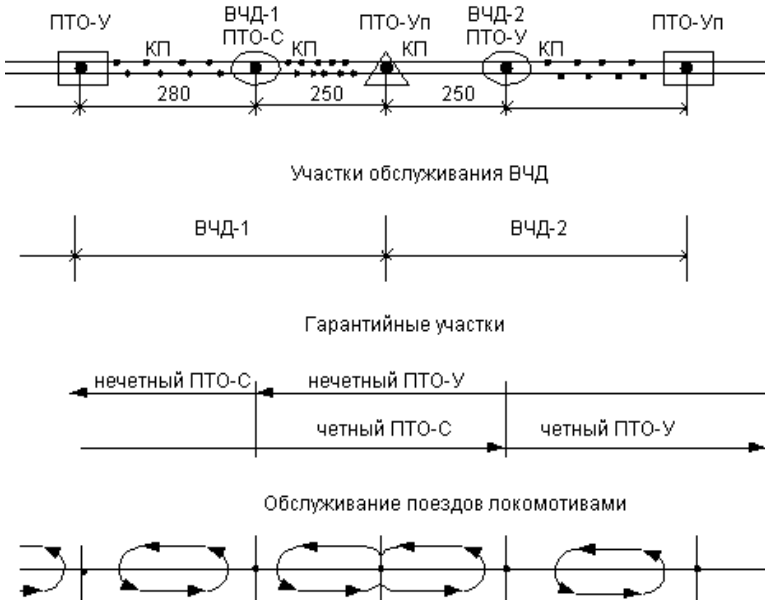 ПТО-У
ВЧД-1
ПТО-С
ПТО-Уп
ВЧД-2
ПТО-У
ПТО-Уп
КП
КП
КП
КП
280
250
250
Участки обслуживания ВЧД
ВЧД-1
ВЧД-2
Гарантийные участки
нечетный ПТО-С
нечетный ПТО-У
четный ПТО-С
четный ПТО-У
Обслуживание поездов локомотивами